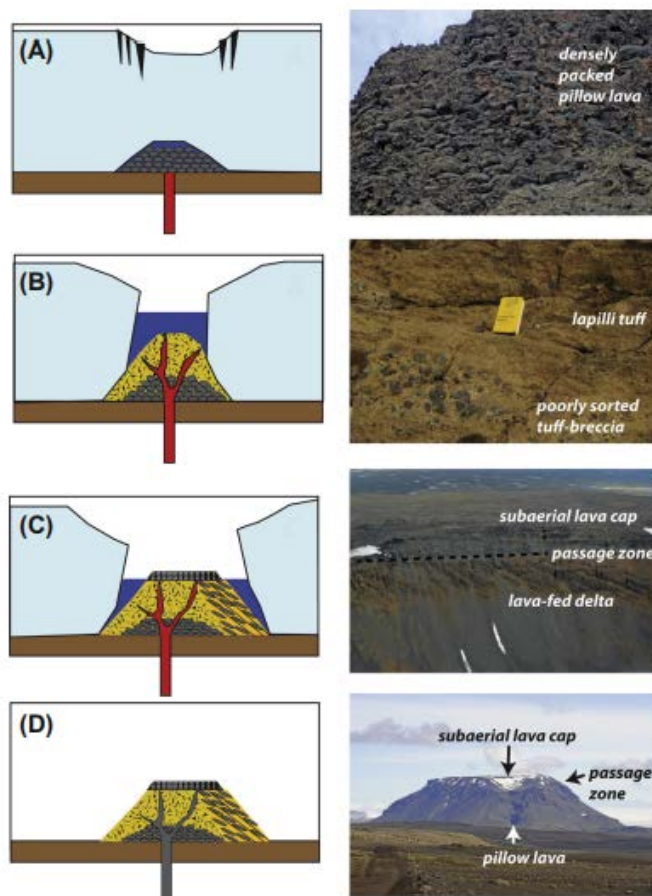 (A)
densely
packed
pillow lava
(B)
lapilli tuff
poorly sorted
tuff-breccia
(C)
subaerial lava cap
passage zone
lava-fed delta
(D)
subaerial lava cap
passage
zone
pillow lava